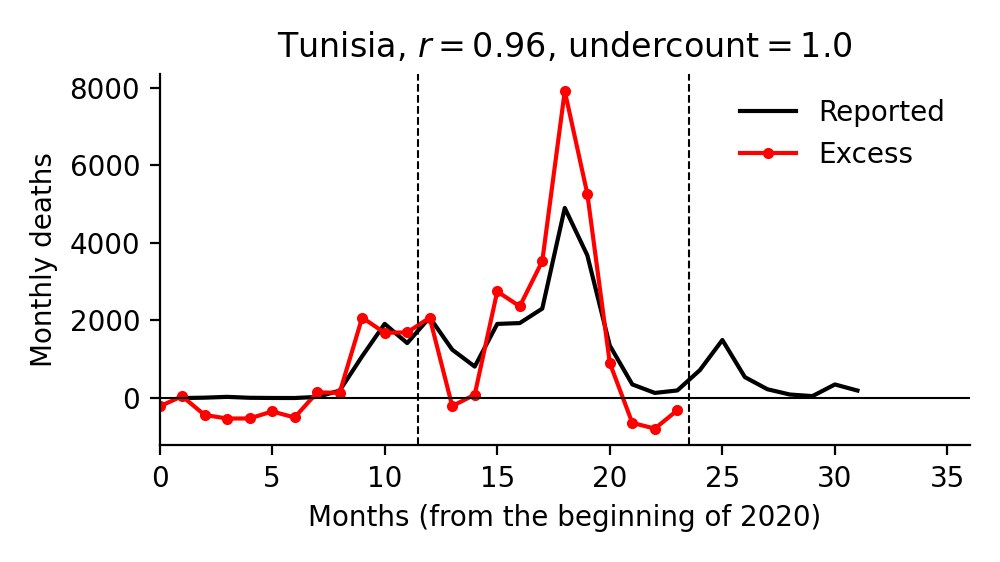 Tunisia, r = 0.96, undercount = 1.0
Monthly deaths
8000
6000
4000
2000
0
Reported
Excess
0 5 10 15 20 25 30 35
Months (from the beginning of 2020)